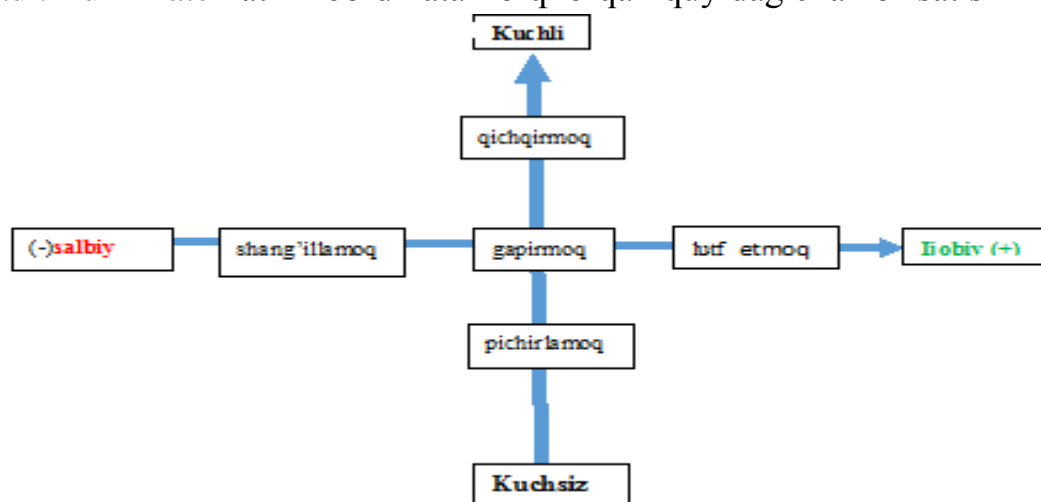 Kuchli
qichqirmoq
(-)salbiy shang'illamoq gapirmoq lutf etmoq Ijobiy (+)
pichirlamoq
Kuchsiz